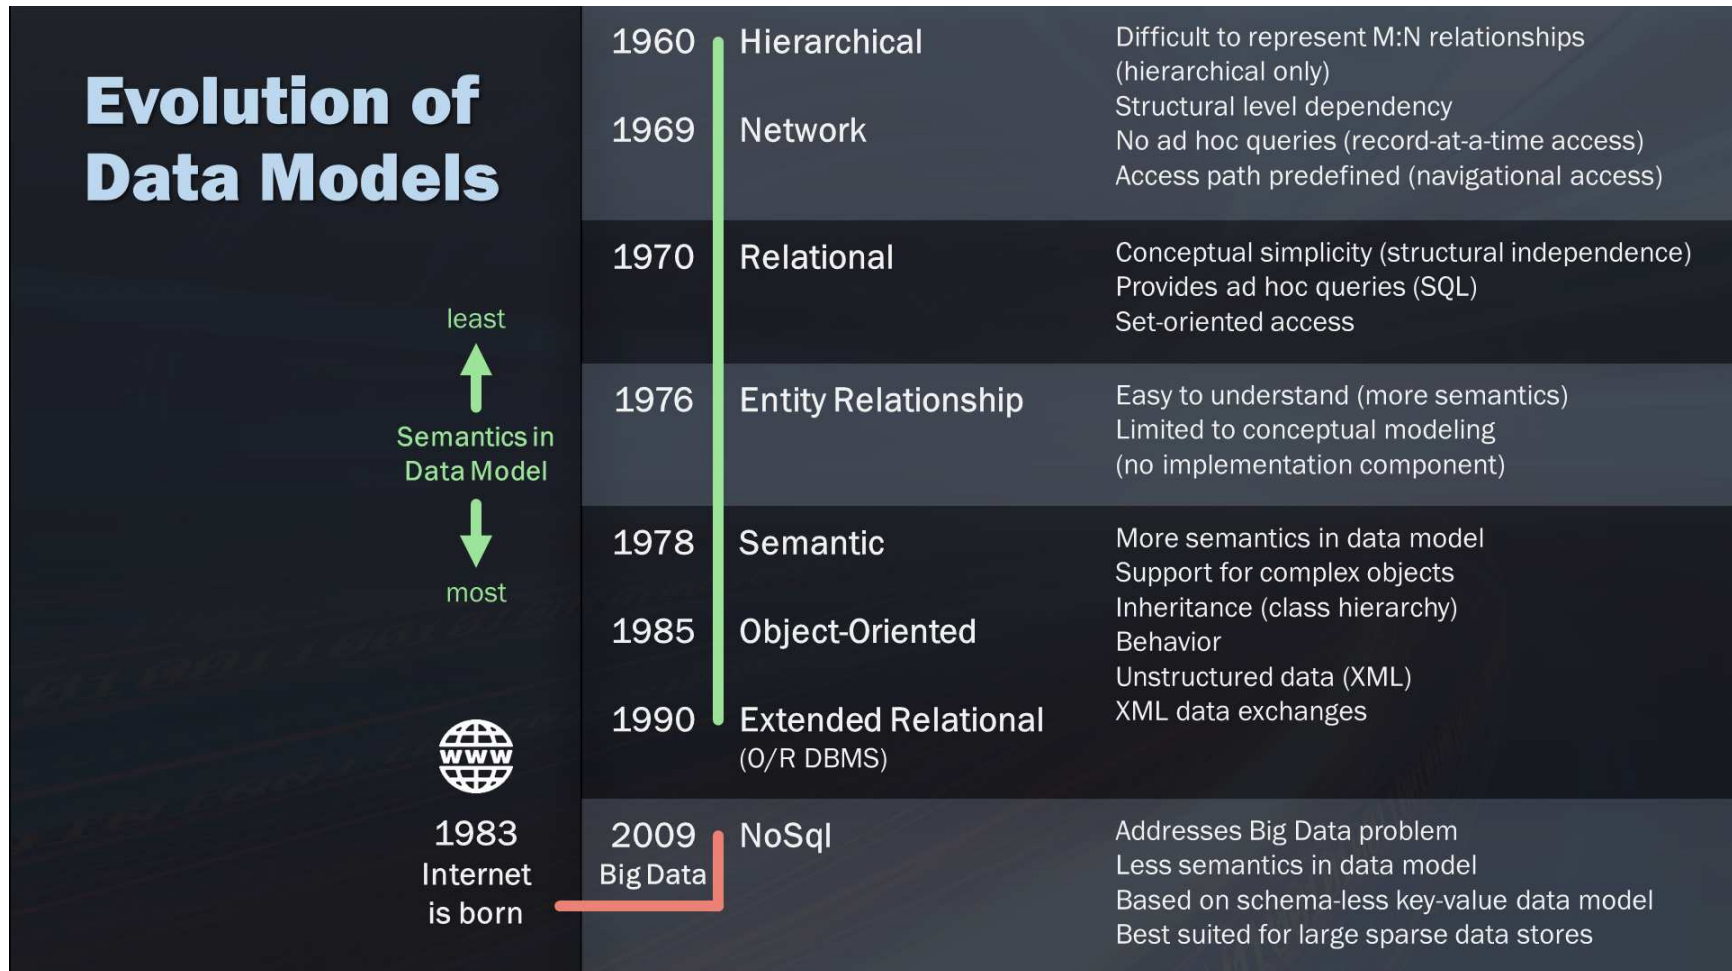 Evolution of
Data Models
least
Semantics in
Data Model
most
www
1983
Internet
is born
1960 Hierarchical
1969 Network
Difficult to represent M:N relationships
(hierarchical only)
Structural level dependency
No ad hoc queries (record-at-a-time access)
Access path predefined (navigational access)
1970 Relational
Conceptual simplicity (structural independence)
Provides ad hoc queries (SQL)
Set-oriented access
1976 Entity Relationship
Easy to understand (more semantics)
Limited to conceptual modeling
(no implementation component)
1978 Semantic
1985 Object-Oriented
1990 Extended Relational
(O/R DBMS)
More semantics in data model
Support for complex objects
Inheritance (class hierarchy)
Behavior
Unstructured data (XML)
XML data exchanges
2009 NoSql
Big Data
Addresses Big Data problem
Less semantics in data model
Based on schema-less key-value data model
Best suited for large sparse data stores